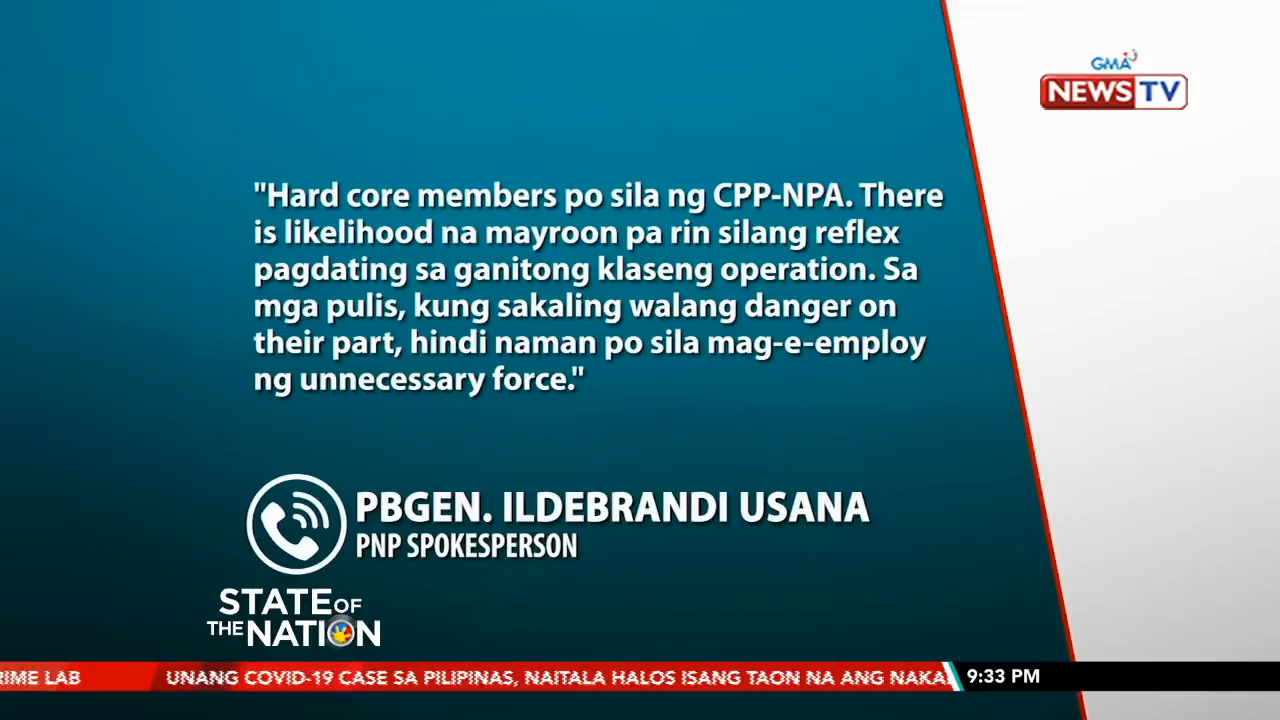 GMA
NEWS TV
"Hard core members po sila ng CPP-NPA. There
is likelihood na mayroon pa rin silang reflex
pagdating sa ganitong klaseng operation. Sa
mga pulis, kung sakaling walang danger on
their part, hindi naman po sila mag-e-employ
ng unnecessary force."
PBGEN. ILDEBRANDI USANA
PNP SPOKESPERSON
STATE OF
THE NATION
RIME LAB UNANG COVID-19 CASE SA PILIPINAS, NAITALA HALOS ISANG TAON NA ANG NAKA 9:33 PM